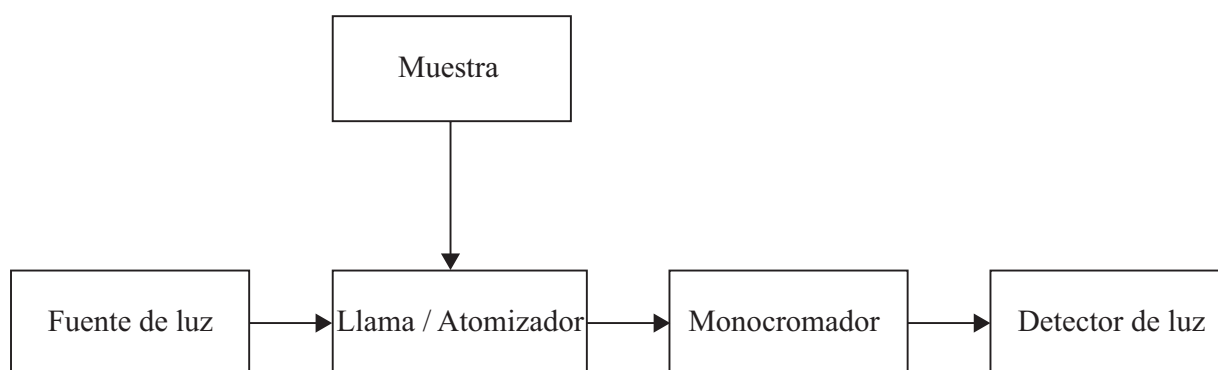 Muestra
Fuente de luz
Llama / Atomizador
Monocromador
Detector de luz